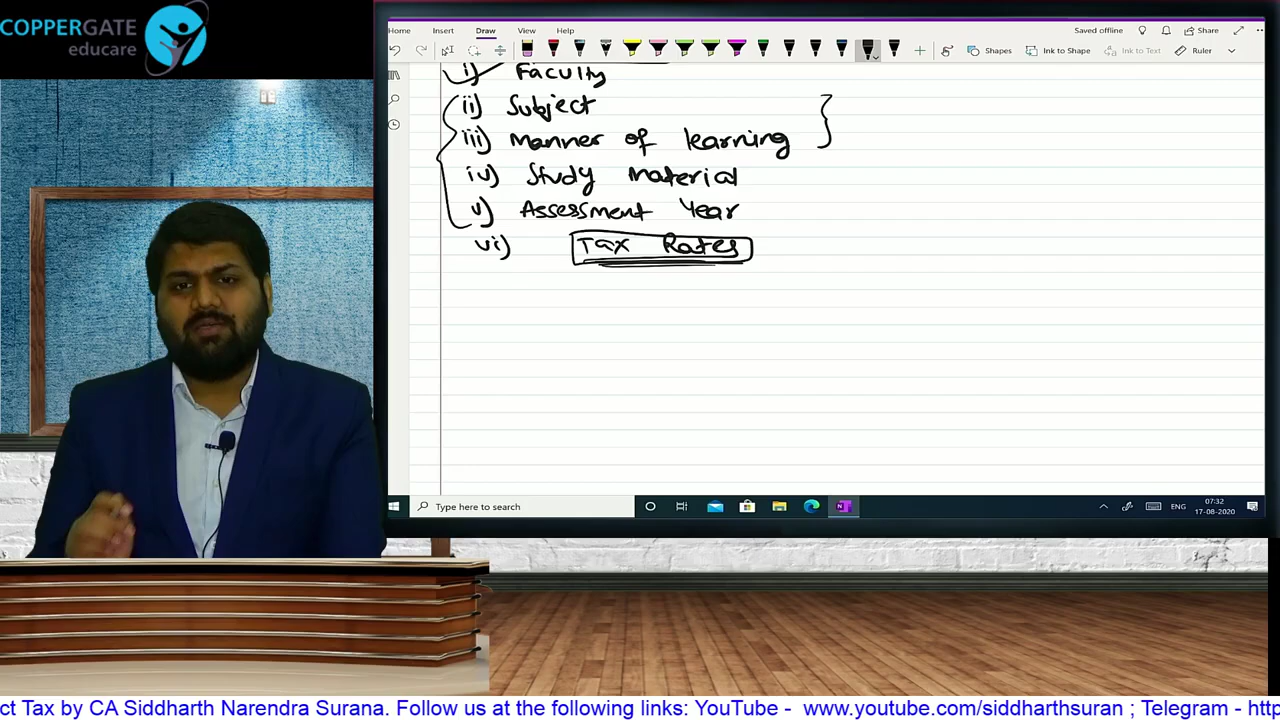 COPPERGATE
educare
Home Insert Draw View Help
Saved offline
Share
Shapes
Ink to Shape
Ink to Text
Ruler
i) Faculty
ii) Subject
iii) Manner of learning
iv) Study material
v) Assessment Year
vi) Tax Rates
Type here to search
ENG
07:32
17-08-2020
ct Tax by CA Siddharth Narendra Surana. Follow us at the following links: YouTube - www.youtube.com/siddharthsuran ; Telegram - http